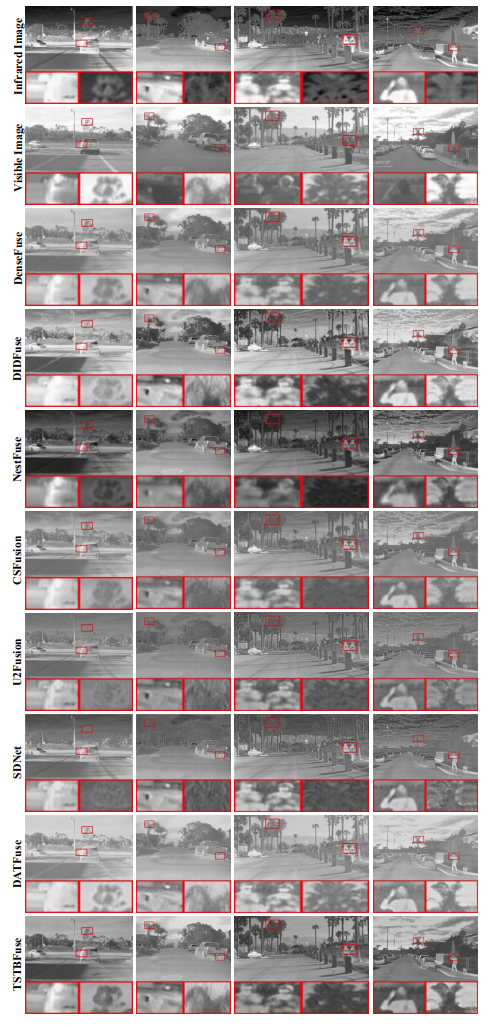 Infrared Image
Visible Image
DenseFuse
DIDFuse
NestFuse
CSFusion
U2Fusion
SDNet
DATFuse
TSTBFuse